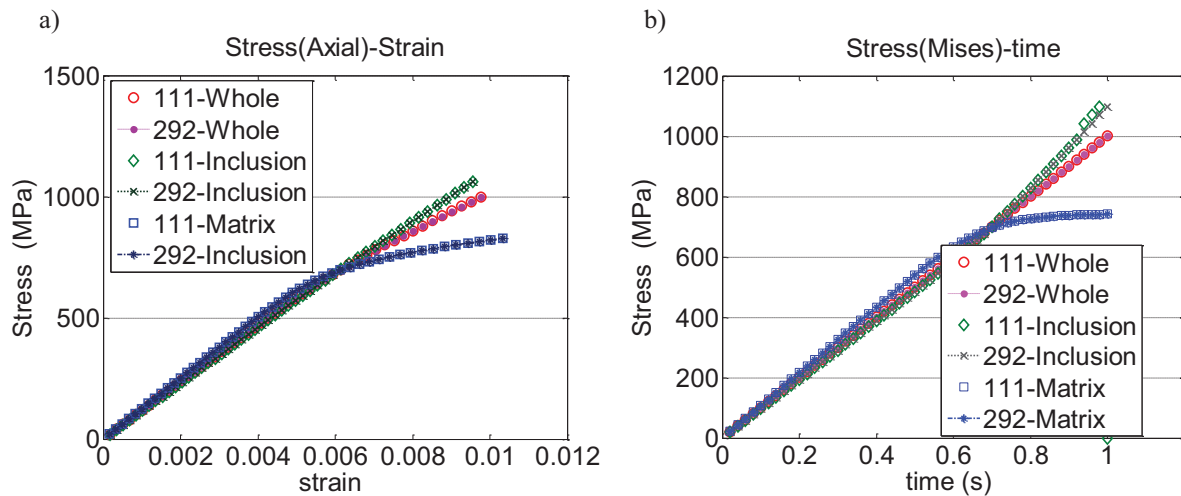 a)
Stress(Axial)-Strain
1500
1000
500
0
Stress (MPa)
111-Whole
292-Whole
111-Inclusion
292-Inclusion
111-Matrix
292-Inclusion
0 0.002 0.004 0.006 0.008 0.01 0.012
strain
b)
Stress(Mises)-time
1200
1000
800
600
400
200
0
Stress (MPa)
111-Whole
292-Whole
111-Inclusion
292-Inclusion
111-Matrix
292-Matrix
0 0.2 0.4 0.6 0.8 1
time (s)